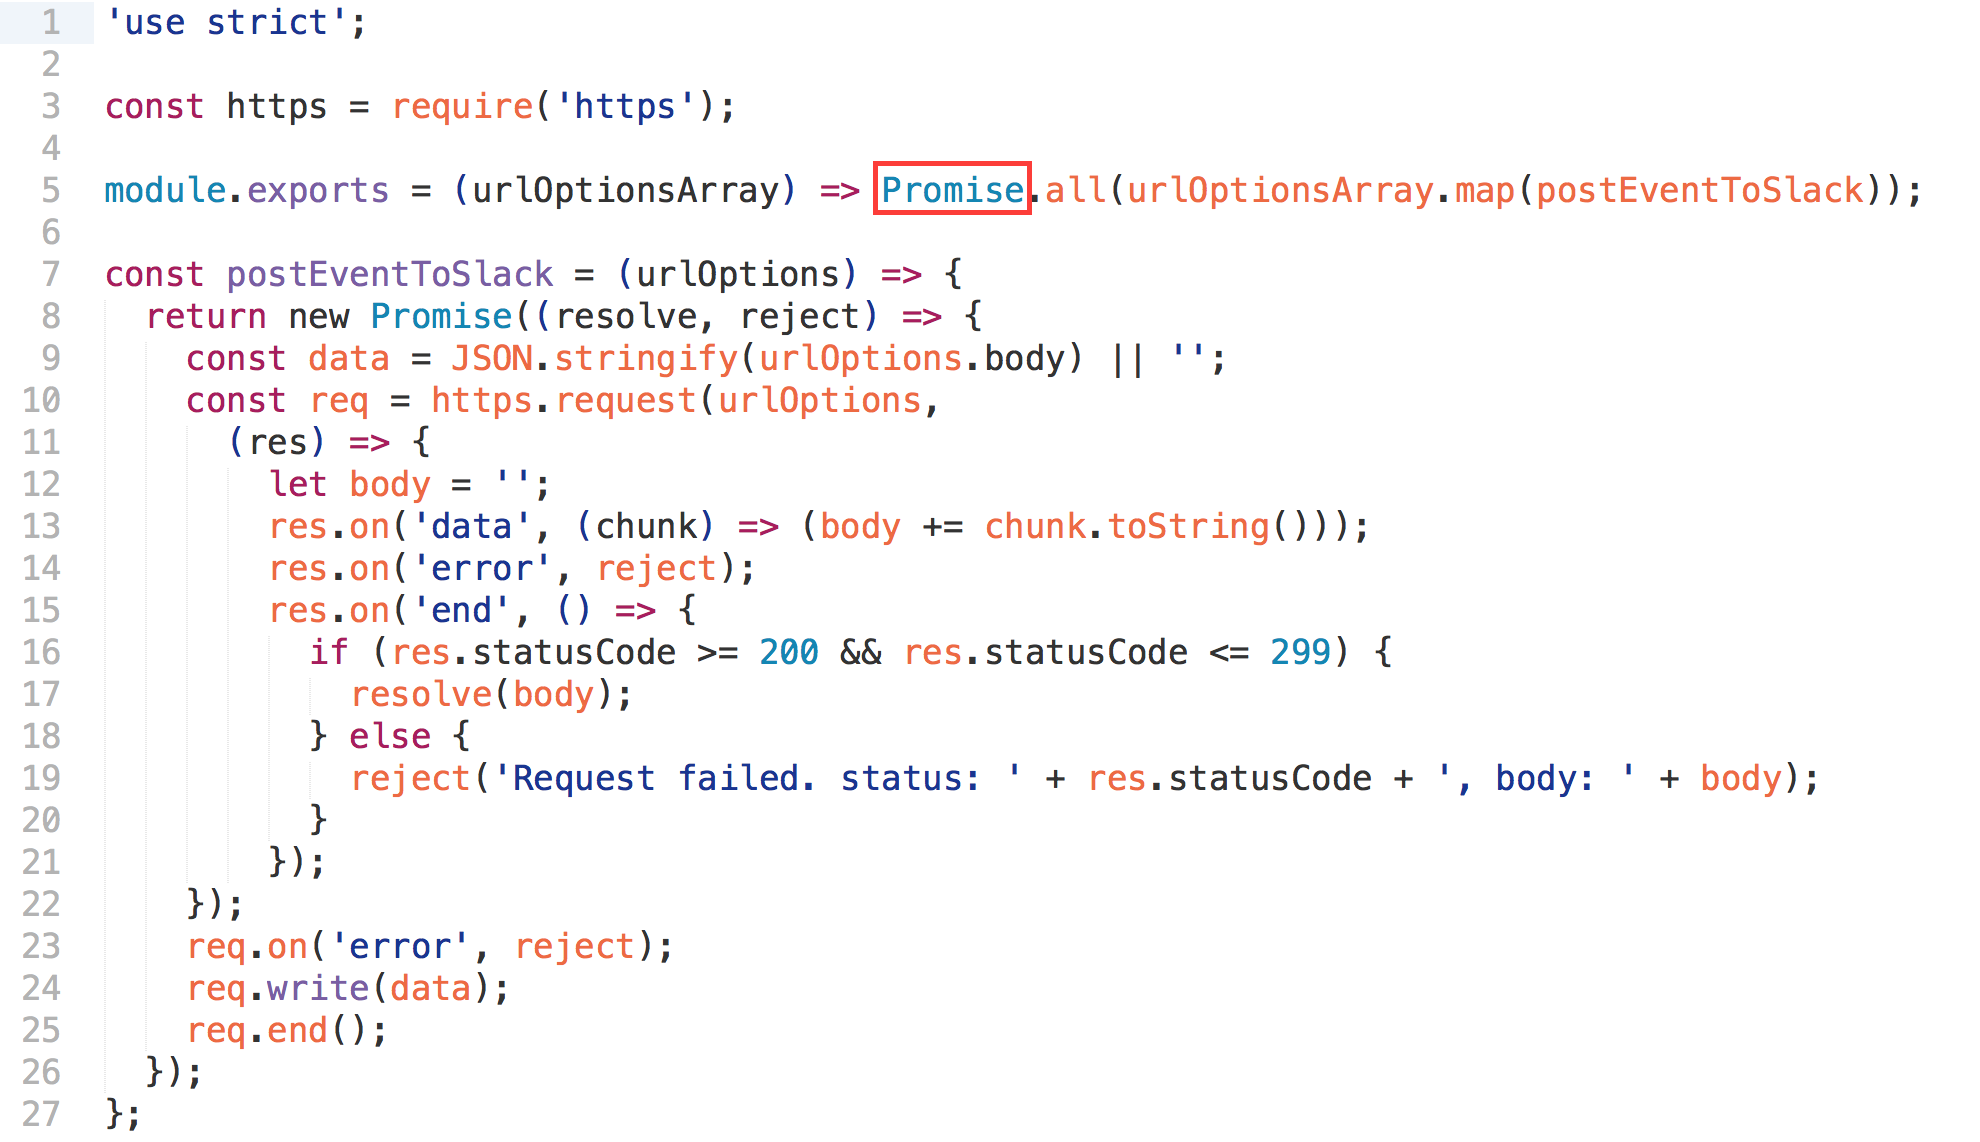 1 'use strict';
2
3 const https = require('https');
4
5 module.exports = (urlOptionsArray) => Promise.all(urlOptionsArray.map(postEventToSlack));
6
7 const postEventToSlack = (urlOptions) => {
8   return new Promise((resolve, reject) => {
9     const data = JSON.stringify(urlOptions.body) || '';
10     const req = https.request(urlOptions,
11       (res) => {
12         let body = '';
13         res.on('data', (chunk) => (body += chunk.toString()));
14         res.on('error', reject);
15         res.on('end', () => {
16           if (res.statusCode >= 200 && res.statusCode <= 299) {
17             resolve(body);
18           } else {
19             reject('Request failed. status: ' + res.statusCode + ', body: ' + body);
20           }
21         });
22     });
23     req.on('error', reject);
24     req.write(data);
25     req.end();
26   });
27 };